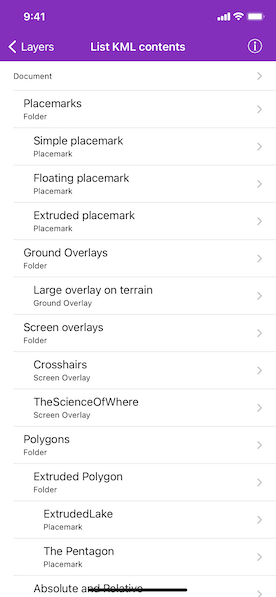 9:41
Layers
List KML contents
Document
Placemarks
Folder
Simple placemark
Placemark
Floating placemark
Placemark
Extruded placemark
Placemark
Ground Overlays
Folder
Large overlay on terrain
Ground Overlay
Screen overlays
Folder
Crosshairs
Screen Overlay
TheScienceOfWhere
Screen Overlay
Polygons
Folder
Extruded Polygon
Folder
ExtrudedLake
Placemark
The Pentagon
Placemark
Absolute and Relative